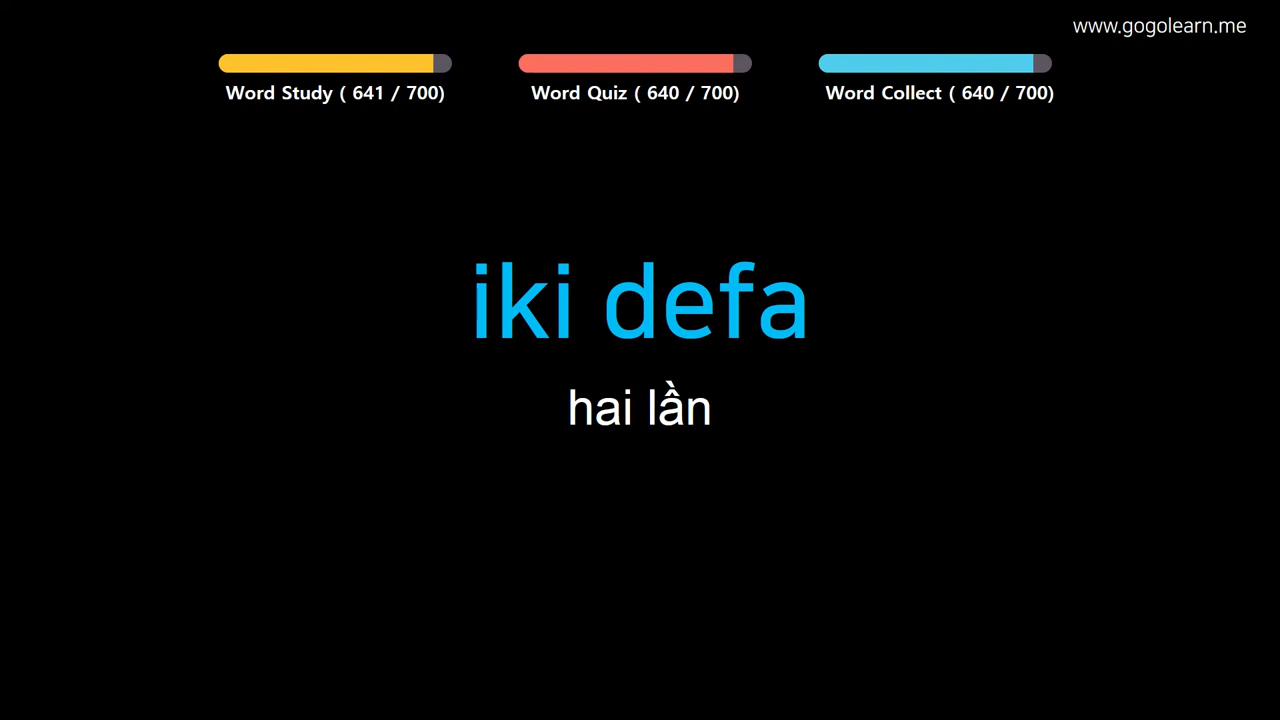 www.gogolearn.me
Word Study ( 641 / 700)
Word Quiz ( 640 / 700)
Word Collect ( 640 / 700)
iki defa
hai lần